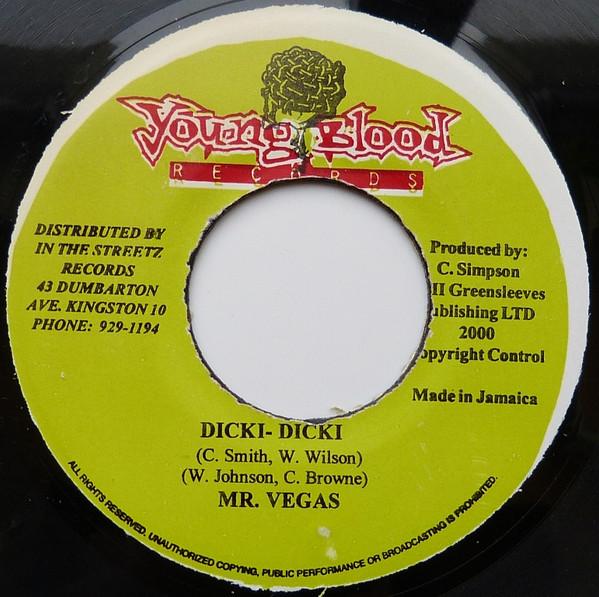 Young Blood
RECORDS
DISTRIBUTED BY
IN THE STREETZ
RECORDS
43 DUMBARTON
AVE. KINGSTON 10
PHONE: 929-1194
Produced by:
C. Simpson
II Greensleeves
ublishing LTD
2000
opyright Control
Made in Jamaica
DICKI- DICKI
(C. Smith, W. Wilson)
(W. Johnson, C. Browne)
MR. VEGAS
ALL RIGHTS RESERVED. UNAUTHORIZED COPYING, PUBLIC PERFORMANCE OR BROADCASTING IS PROHIBITED.